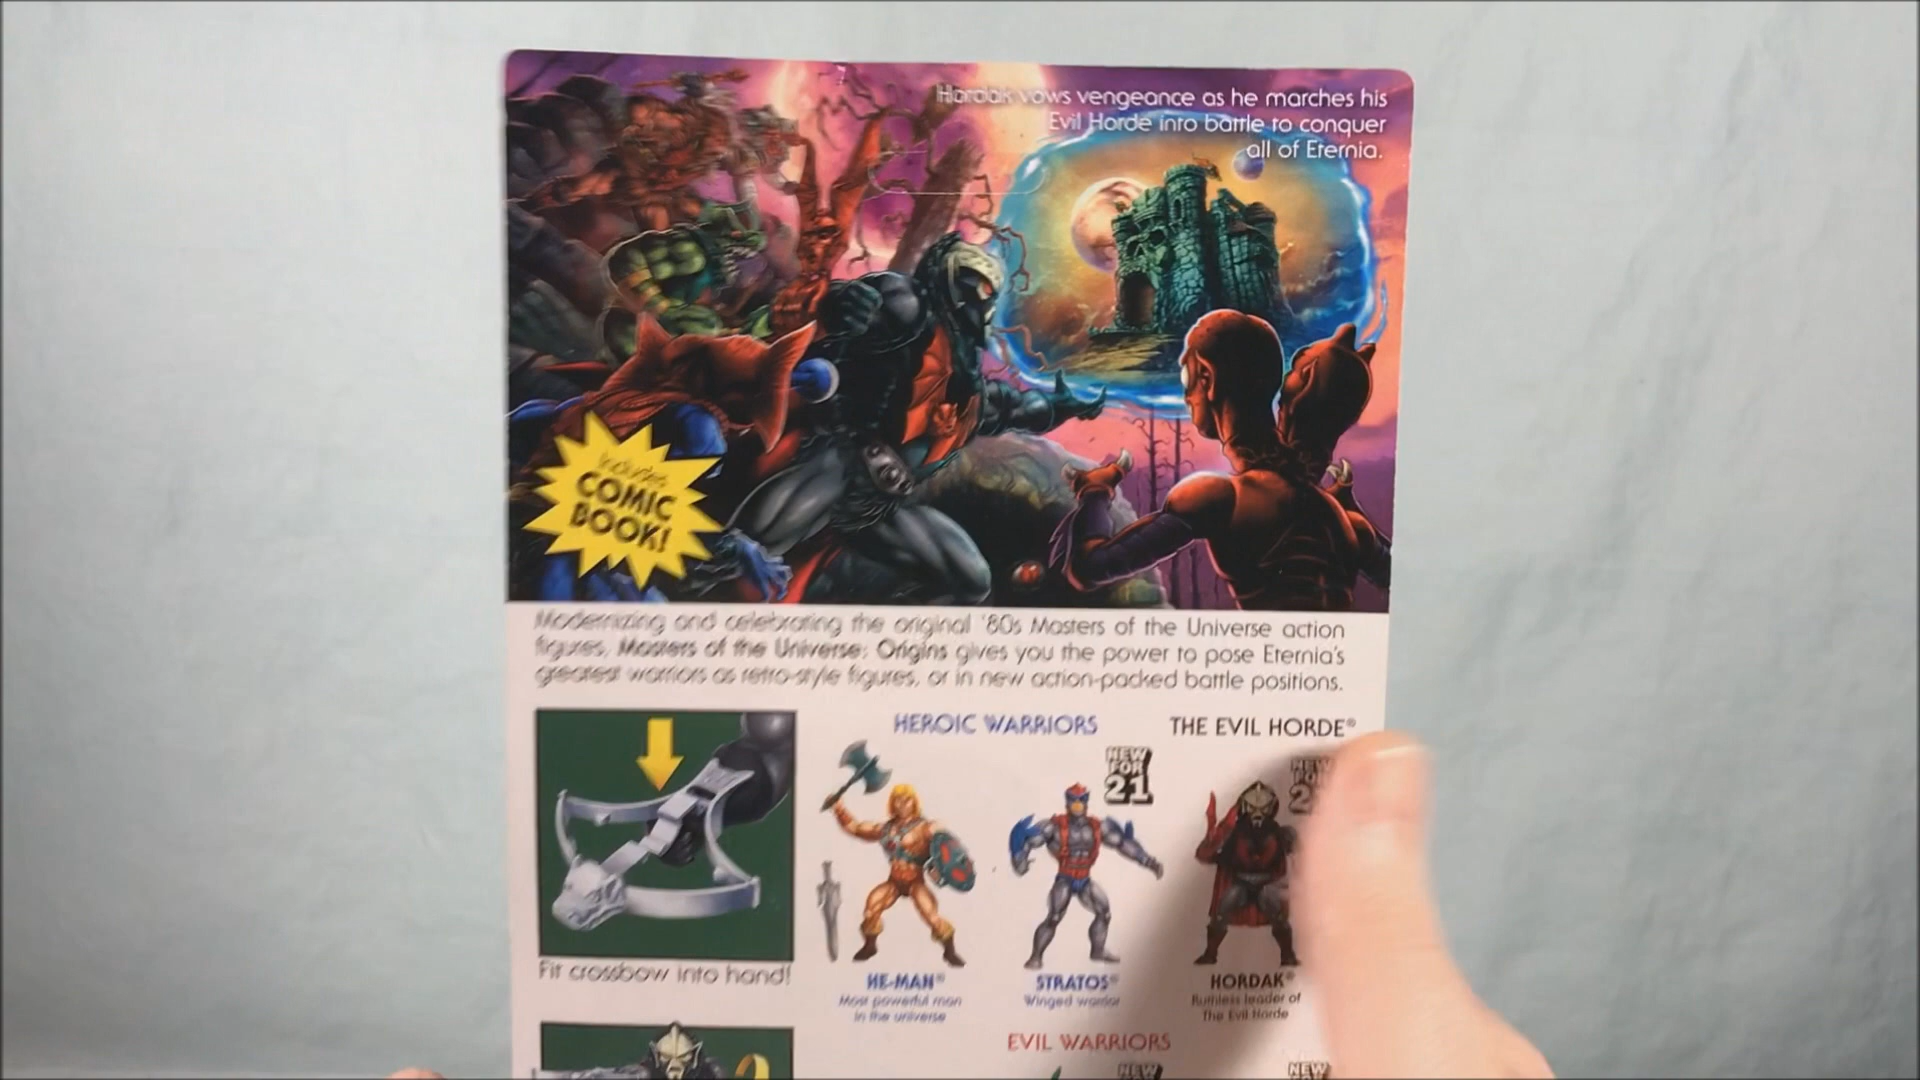 Hordak vows vengeance as he marches his
Evil Horde into battle to conquer
all of Eternia.
Includes
COMIC
BOOK!
Modernizing and celebrating the original '80s Masters of the Universe action
figures, Masters of the Universe: Origins gives you the power to pose Eternia's
greatest warriors as retro-style figures, or in new action-packed battle positions.
HEROIC WARRIORS
THE EVIL HORDE®
NEW
FOR
21
NEW
FOR
2
Fit crossbow into hand!
HE-MAN®
Most powerful man
in the universe
STRATOS®
Winged warrior
HORDAK®
Ruthless leader of
The Evil Horde
EVIL WARRIORS
NEW
NEW